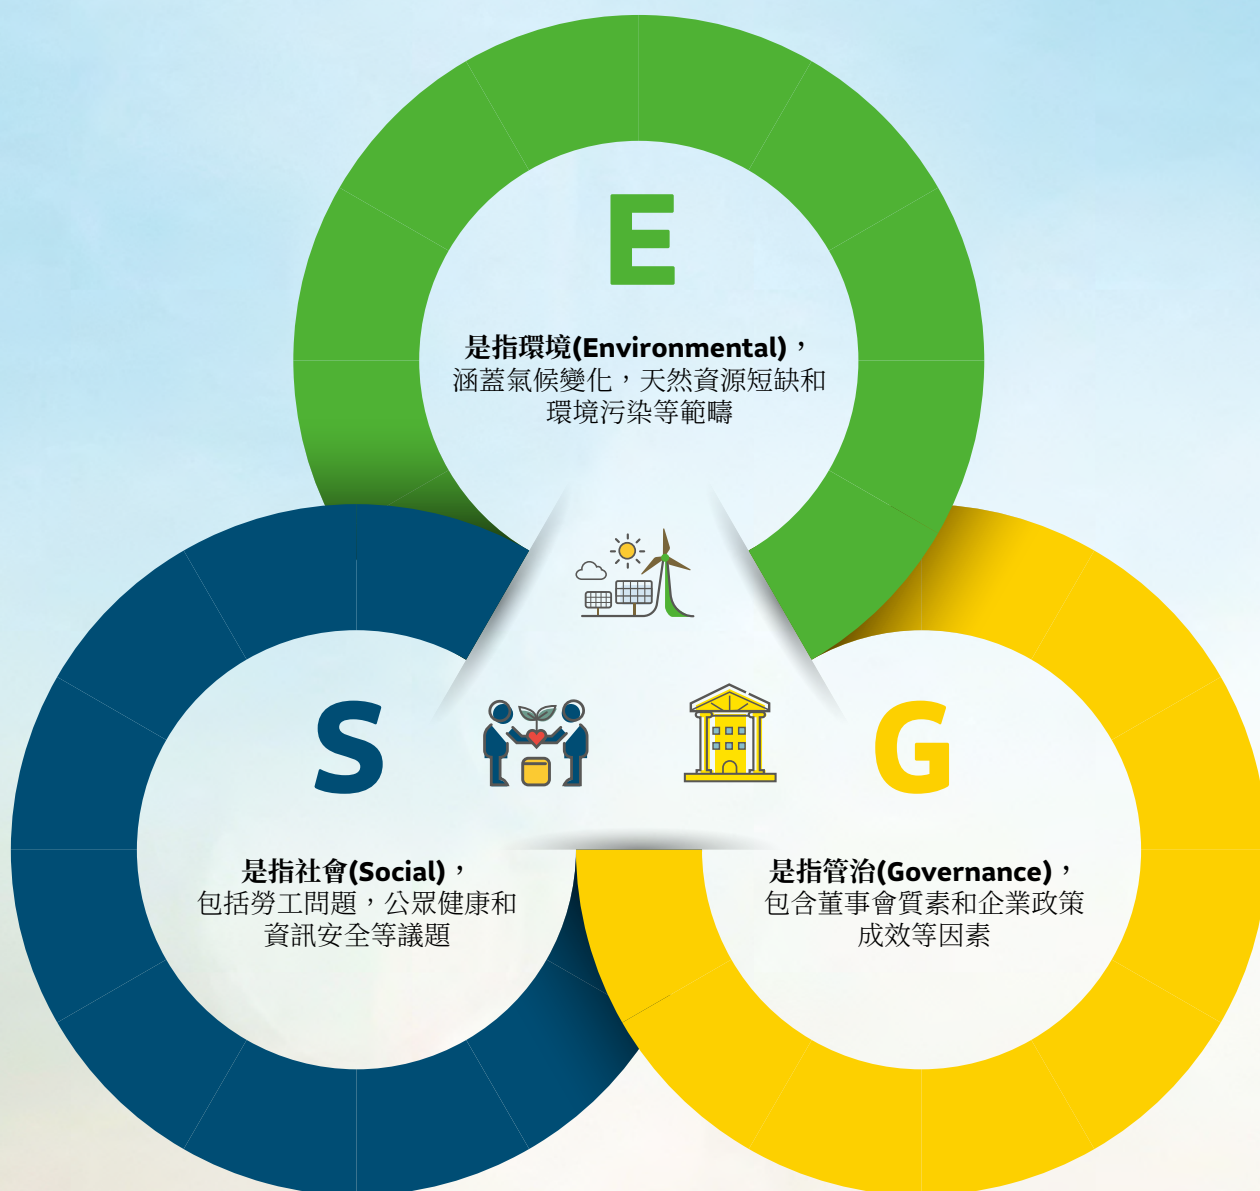 E
是指環境(Environmental)，
涵蓋氣候變化，天然資源短缺和
環境污染等範疇
S
是指社會(Social)，
包括勞工問題，公眾健康和
資訊安全等議題
G
是指管治(Governance)，
包含董事會質素和企業政策
成效等因素